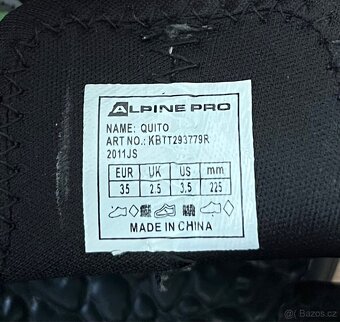 ALPINE PRO
NAME: QUITO
ART NO.: KBTT293779R
2011JS
EUR UK US mm
35 2.5 3.5 225
MADE IN CHINA
© Bazos.cz